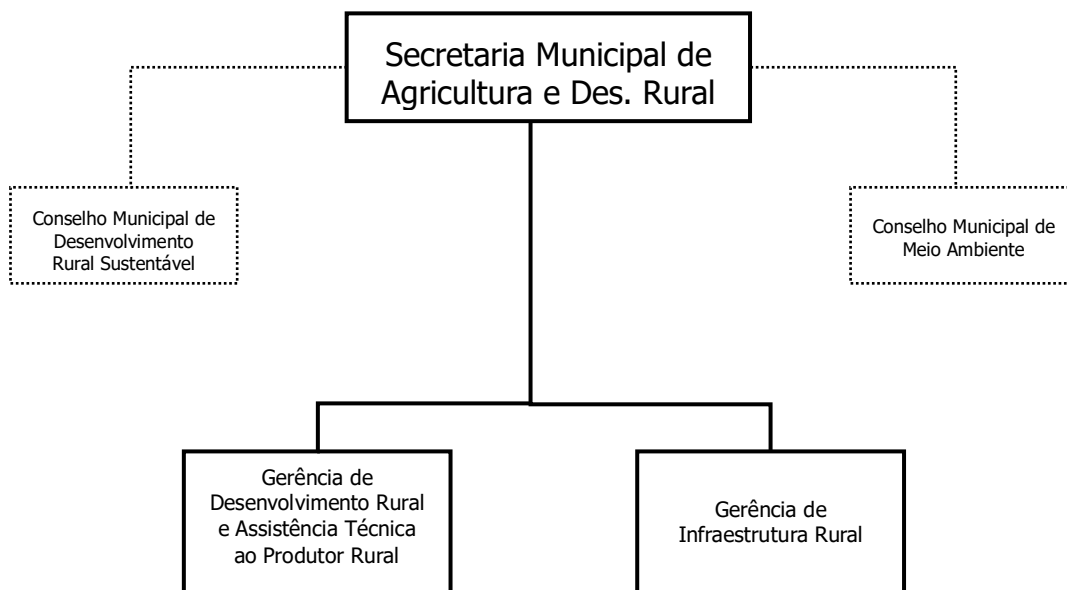 Secretaria Municipal de
Agricultura e Des. Rural
Conselho Municipal de
Desenvolvimento
Rural Sustentável
Conselho Municipal de
Meio Ambiente
Gerência de
Desenvolvimento Rural
e Assistência Técnica
ao Produtor Rural
Gerência de
Infraestrutura Rural